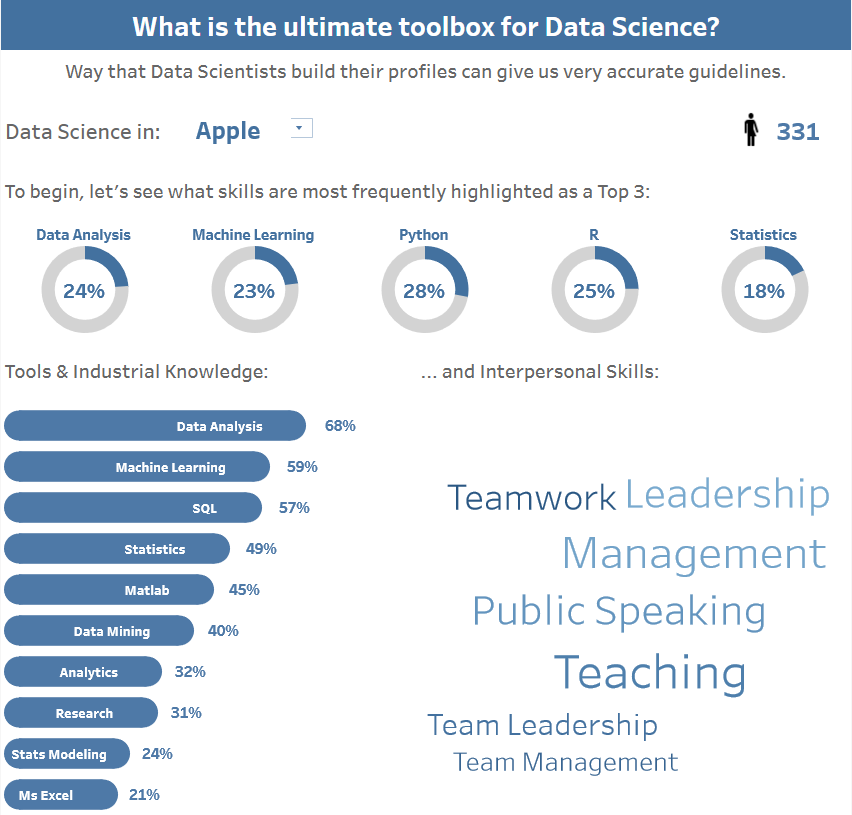 What is the ultimate toolbox for Data Science?
Way that Data Scientists build their profiles can give us very accurate guidelines.
Data Science in: Apple 331
To begin, let's see what skills are most frequently highlighted as a Top 3:
Data Analysis Machine Learning Python R Statistics
24% 23% 28% 25% 18%
Tools & Industrial Knowledge:
Data Analysis 68%
Machine Learning 59%
SQL 57%
Statistics 49%
Matlab 45%
Data Mining 40%
Analytics 32%
Research 31%
Stats Modeling 24%
Ms Excel 21%
... and Interpersonal Skills:
Teamwork Leadership
Management
Public Speaking
Teaching
Team Leadership
Team Management